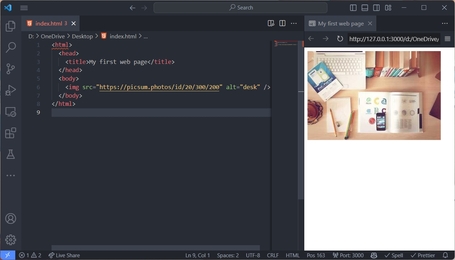 Search
index.html 3
My first web page
D: > OneDrive > Desktop > index.html > ...
http://127.0.0.1:3000/d:/OneDrive/
1 <html>
2 <head>
3 <title>My first web page</title>
4 </head>
5 <body>
6 <img src="https://picsum.photos/id/20/300/200" alt="desk" />
7 </body>
8 </html>
9
1 2 Live Share Ln 9, Col 1 Spaces: 2 UTF-8 CRLF HTML Pos 163 Port: 3000 Spell Prettier